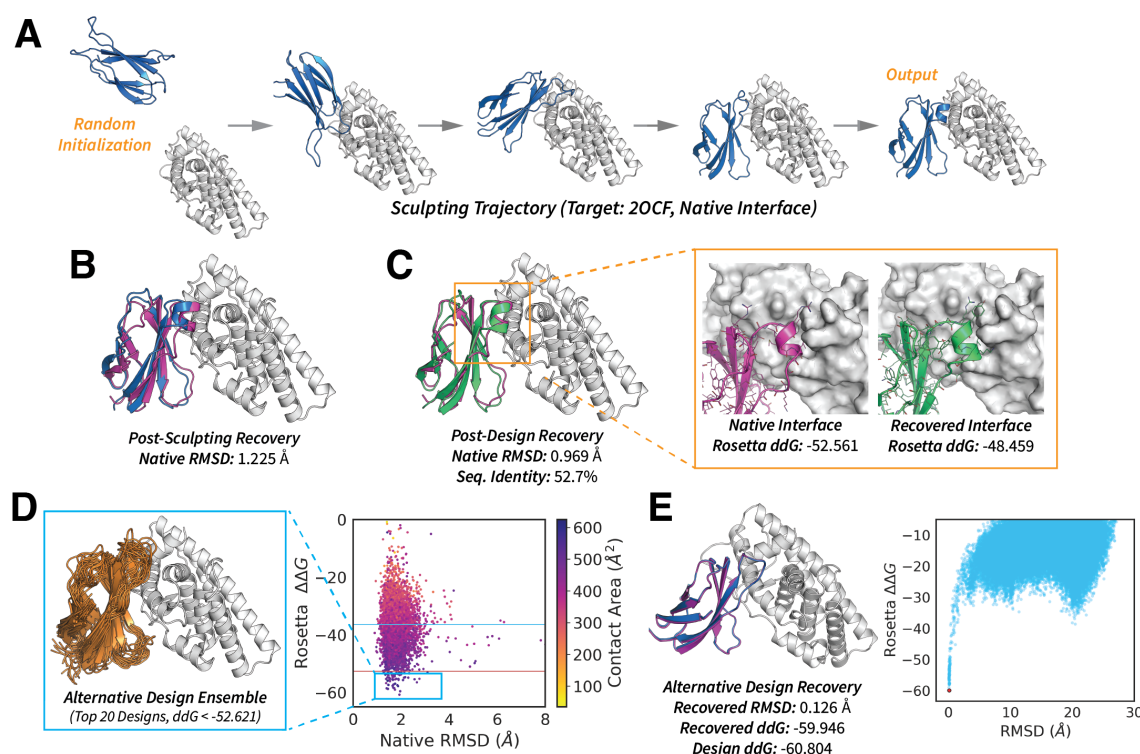 A
Random
Initialization
Output
Sculpting Trajectory (Target: 2OCF, Native Interface)
B
Post-Sculpting Recovery
Native RMSD: 1.225 Å
C
Post-Design Recovery
Native RMSD: 0.969 Å
Seq. Identity: 52.7%
Native Interface
Rosetta ddG: -52.561
Recovered Interface
Rosetta ddG: -48.459
D
Alternative Design Ensemble
(Top 20 Designs, ddG < -52.621)
Rosetta ΔΔG
0
−20
−40
−60
0
2
4
6
8
Native RMSD (Å)
600
500
400
300
200
100
Contact Area (Å²)
E
Alternative Design Recovery
Recovered RMSD: 0.126 Å
Recovered ddG: -59.946
Design ddG: -60.804
Rosetta ΔΔG
−10
−20
−30
−40
−50
−60
0
10
20
30
RMSD (Å)